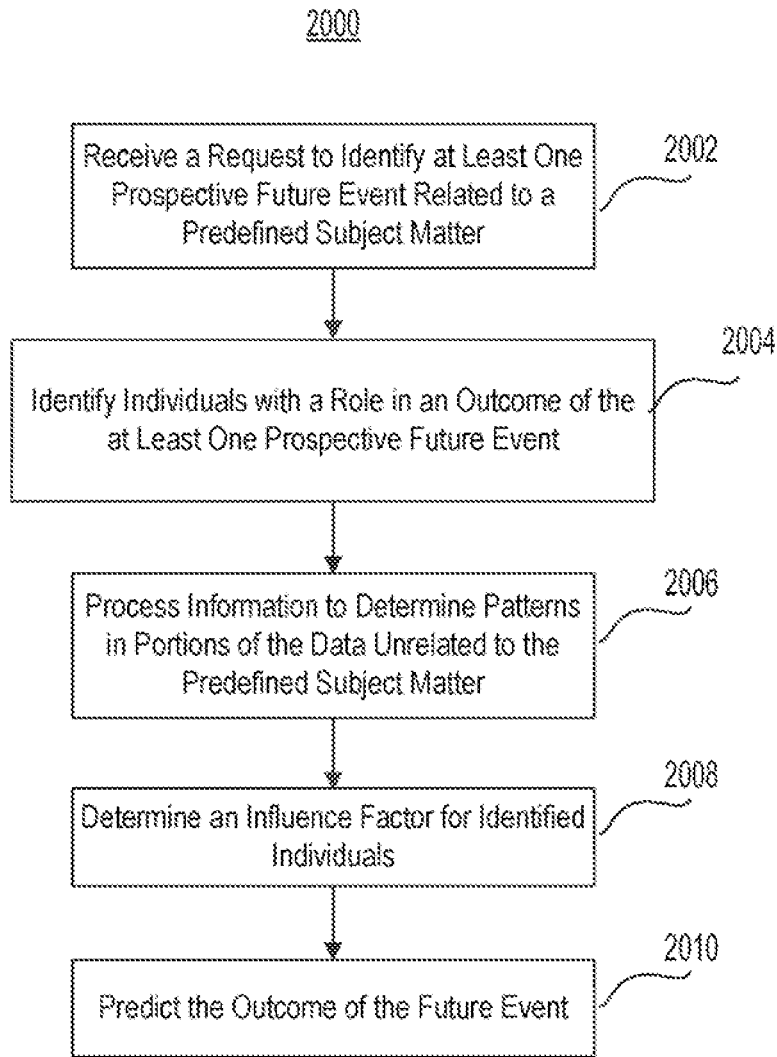 2000
Receive a Request to Identify at Least One
Prospective Future Event Related to a
Predefined Subject Matter
2002
Identify Individuals with a Role in an Outcome of the
at Least One Prospective Future Event
2004
Process Information to Determine Patterns
in Portions of the Data Unrelated to the
Predefined Subject Matter
2006
Determine an Influence Factor for Identified
Individuals
2008
Predict the Outcome of the Future Event
2010